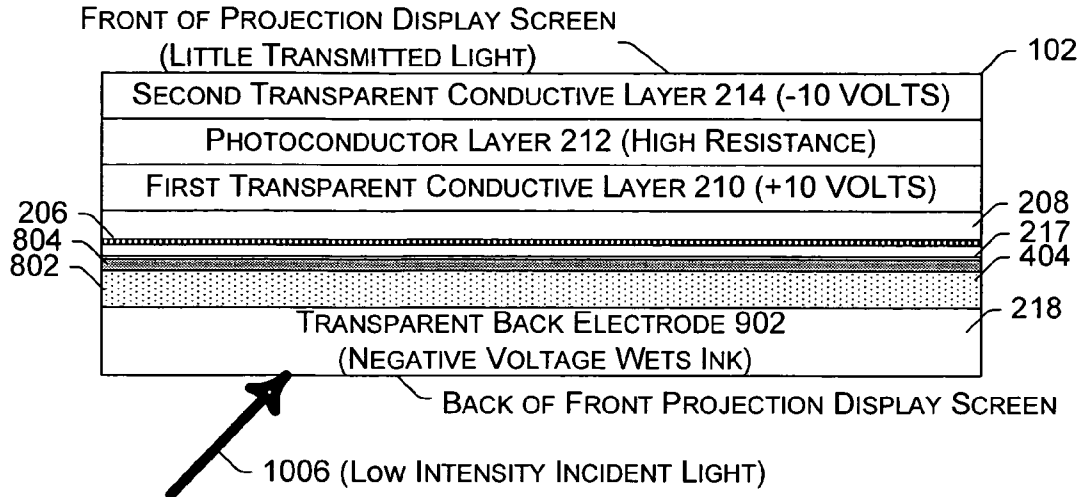 FRONT OF PROJECTION DISPLAY SCREEN
(LITTLE TRANSMITTED LIGHT)
102
SECOND TRANSPARENT CONDUCTIVE LAYER 214 (-10 VOLTS)
PHOTOCONDUCTOR LAYER 212 (HIGH RESISTANCE)
FIRST TRANSPARENT CONDUCTIVE LAYER 210 (+10 VOLTS)
206
208
804
217
802
404
TRANSPARENT BACK ELECTRODE 902
218
(NEGATIVE VOLTAGE WETS INK)
BACK OF FRONT PROJECTION DISPLAY SCREEN
1006 (LOW INTENSITY INCIDENT LIGHT)